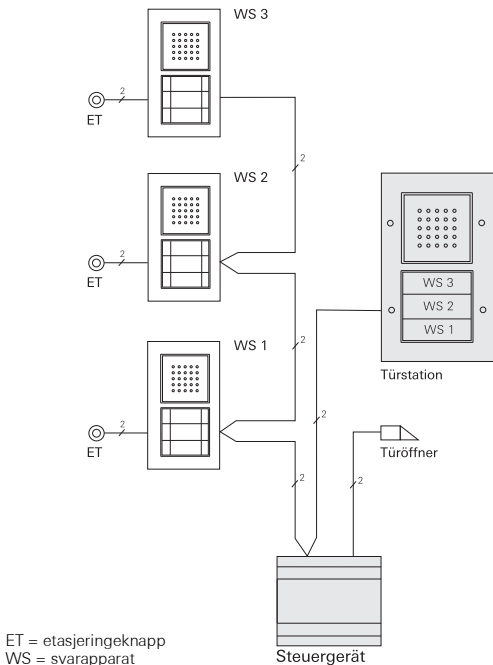 WS 3
2
ET
2
WS 2
2
ET
WS 3
WS 2
WS 1
2
WS 1
Türstation
2
2
ET
Türöffner
2
2
ET = etasjeringeknapp
WS = svarapparat
Steuergerät